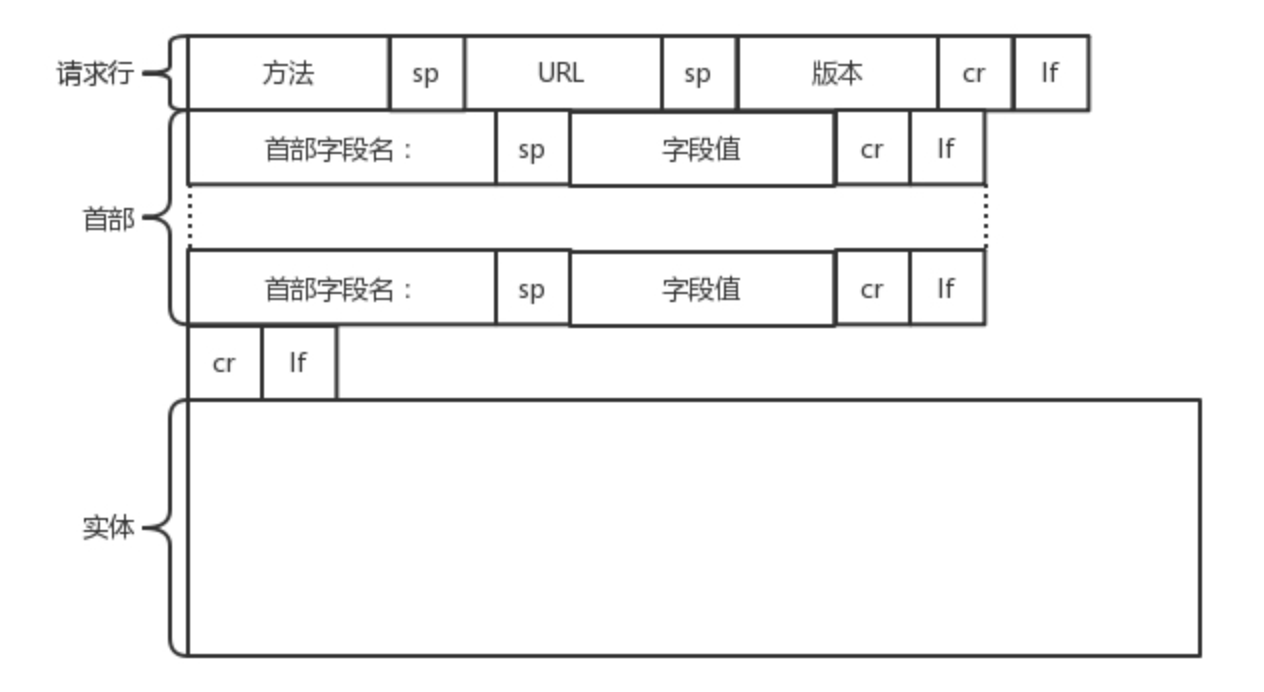 请求行 方法 sp URL sp 版本 cr lf
首部字段名： sp 字段值 cr lf
首部
首部字段名： sp 字段值 cr lf
cr lf
实体